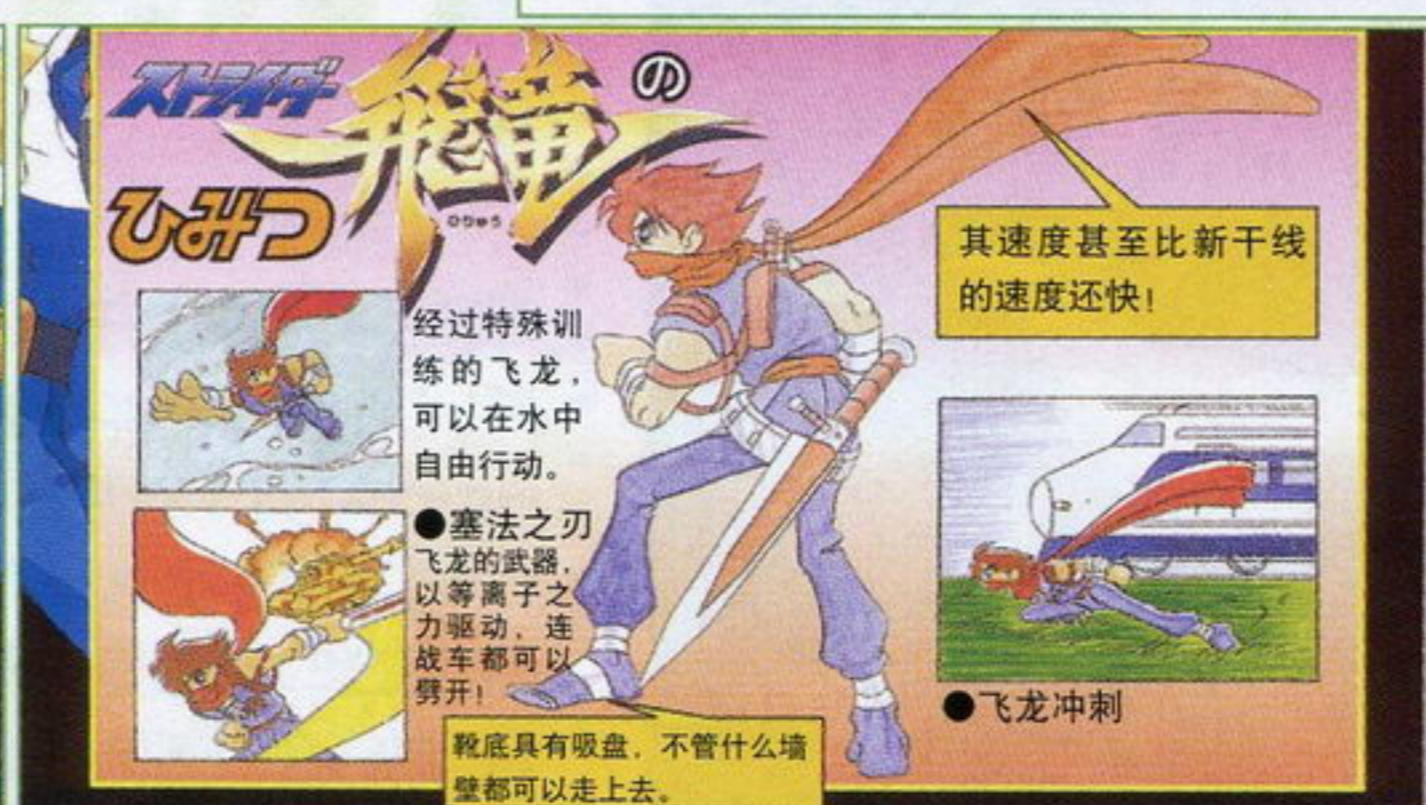 ストライダー飛竜の
ひりゅう
ひみつ
其速度甚至比新干线
的速度还快!
经过特殊训
练的飞龙,
可以在水中
自由行动。
●塞法之刃
飞龙的武器,
以等离子之
力驱动, 连
战车都可以
劈开!
●飞龙冲刺
靴底具有吸盘, 不管什么墙
壁都可以走上去。